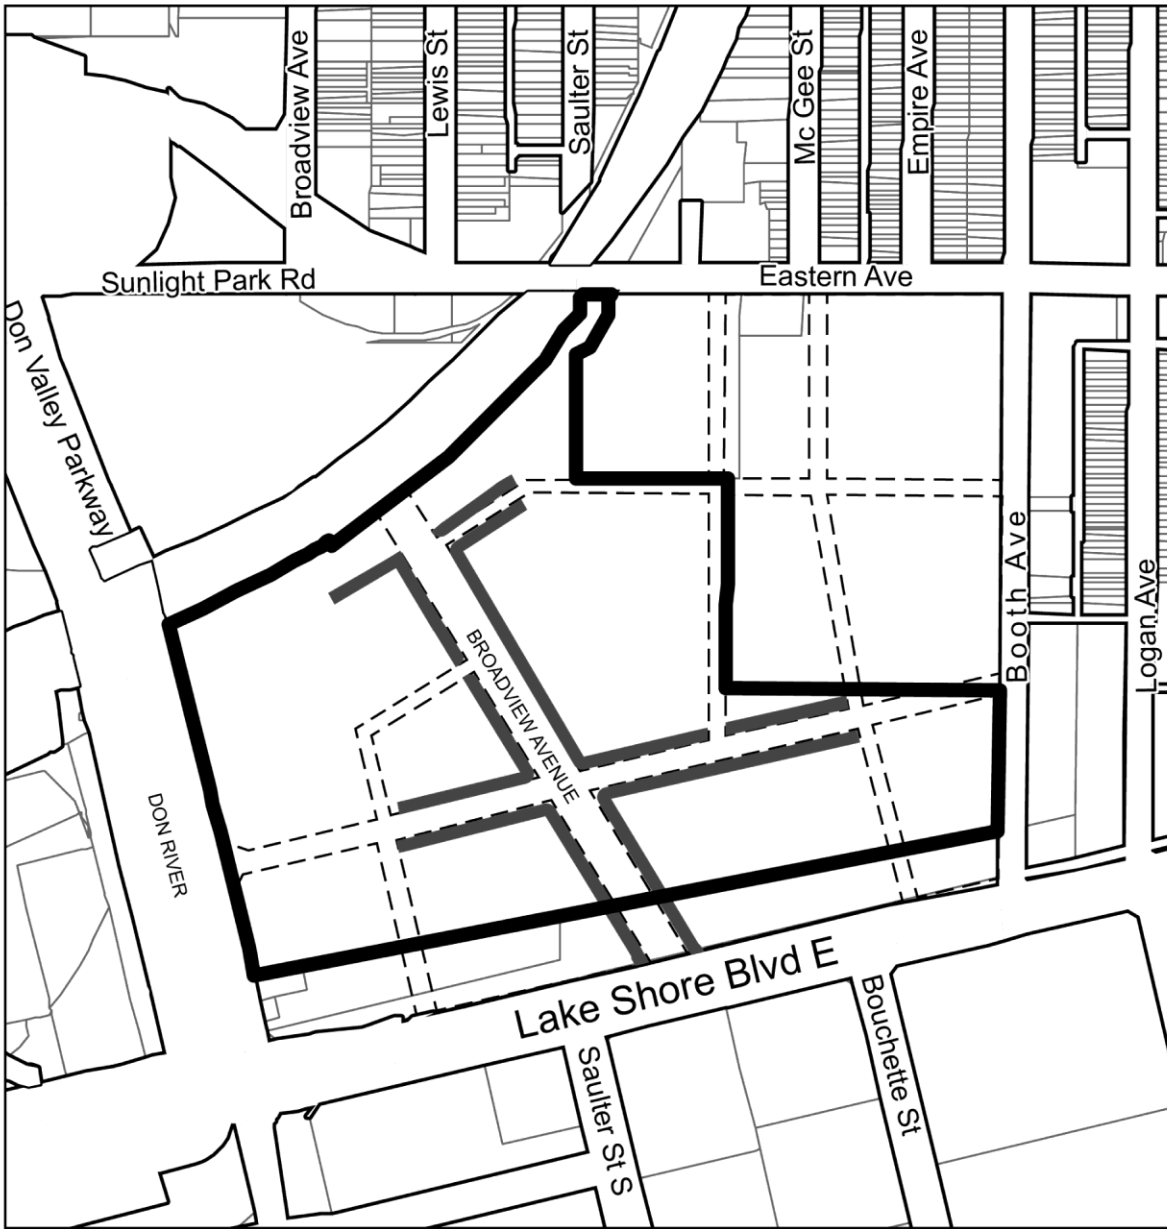 Broadview Ave
Lewis St
Saulter St
Mc Gee St
Empire Ave
Sunlight Park Rd
Eastern Ave
Don Valley Parkway
Booth Ave
Logan Ave
BROADVIEW AVENUE
DON RIVER
Lake Shore Blvd E
Saulter St S
Bouchette St